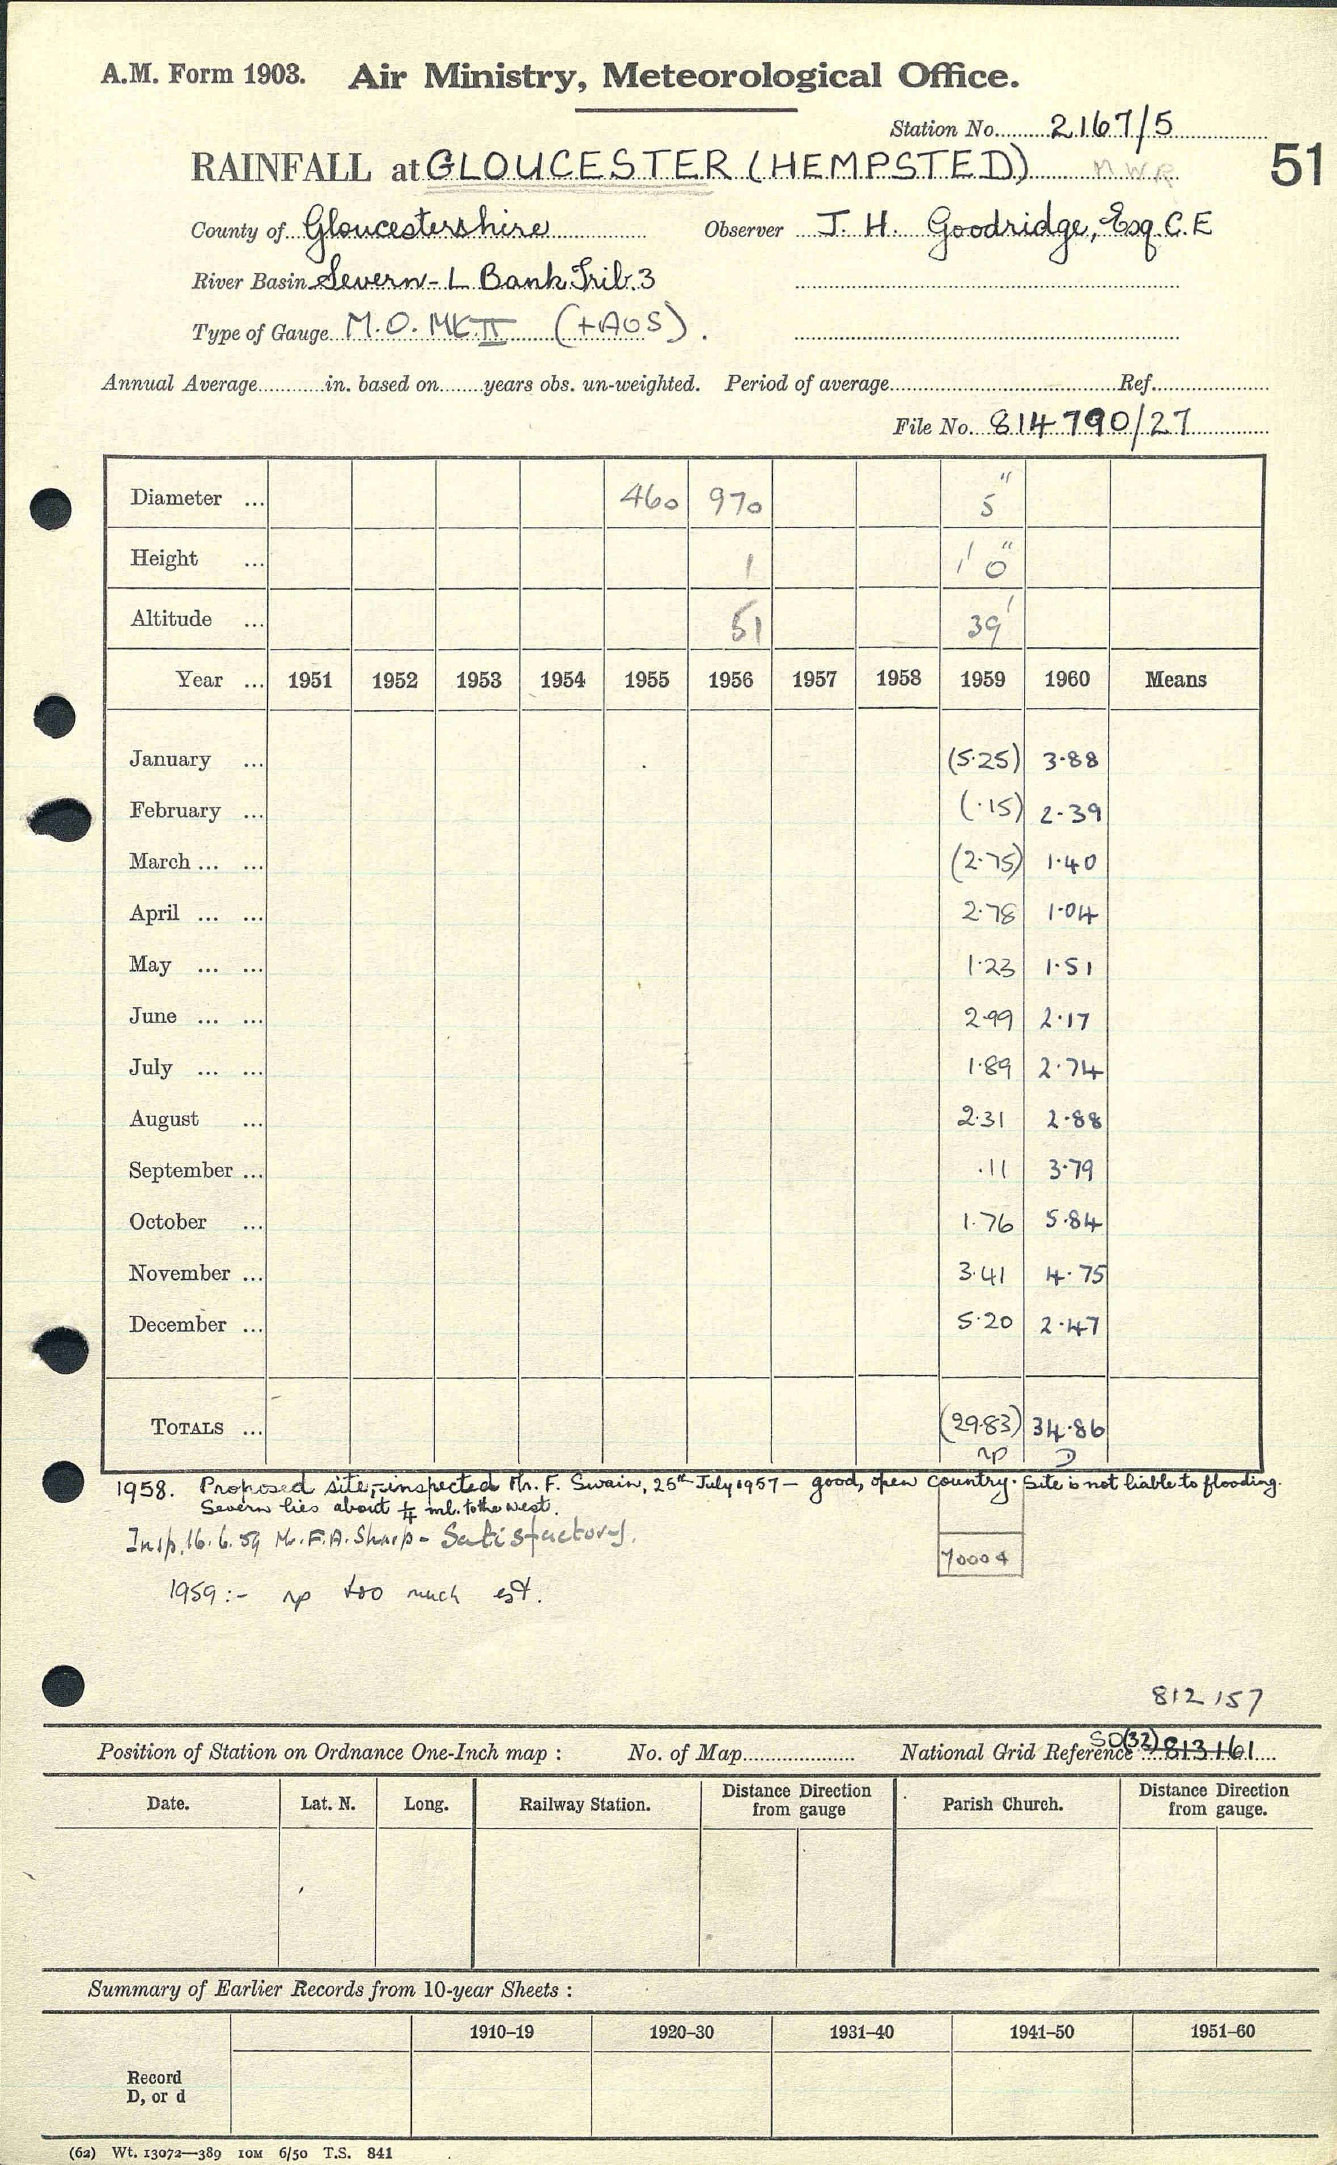 A.M. Form 1903. Air Ministry, Meteorological Office.
Station No. 2167/5
RAINFALL at GLOUCESTER (HEMPSTED) M W R 51
County of Gloucestershire Observer J. H. Goodridge, Esq. C.E
River Basin Severn - L Bank Trib. 3
Type of Gauge M.O. MK II (+AOS).
Annual Average in. based on years obs. un-weighted. Period of average Ref.
File No. 814790/27
Diameter ... 460 970 5"
Height ... 1 1' 0"
Altitude ... 51 39'
Year ... 1951 1952 1953 1954 1955 1956 1957 1958 1959 1960 Means
January ... (5.25) 3.88
February ... (.15) 2.39
March ... ... (2.75) 1.40
April ... ... 2.78 1.04
May ... ... 1.23 1.51
June ... ... 2.99 2.17
July ... ... 1.89 2.74
August ... 2.31 2.88
September ... .11 3.79
October ... 1.76 5.84
November ... 3.41 4.75
December ... 5.20 2.47
TOTALS ... (29.83) 34.86
np D
1958. Proposed site, inspected Mr. F. Swain, 25th July 1957 - good, open country. Site is not liable to flooding.
Severn lies about 1/4 ml. to the west.
Insp. 16.6.59 Mr. F.A. Sharp - Satisfactory.
70004
1959:- np too much est.
812 157
Position of Station on Ordnance One-Inch map : No. of Map National Grid Reference SO(32) 813161
Date. Lat. N. Long. Railway Station. Distance Direction from gauge Parish Church. Distance Direction from gauge.
Summary of Earlier Records from 10-year Sheets :
1910–19 1920–30 1931–40 1941–50 1951–60
Record
D, or d
(62) Wt. 13072—389 10M 6/50 T.S. 841